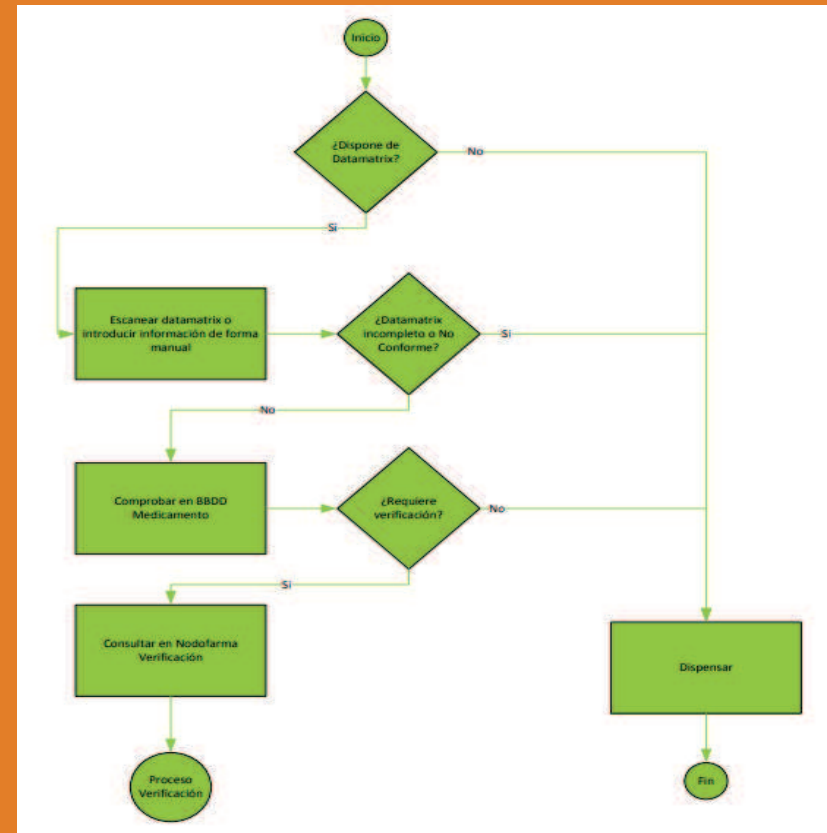 Inicio
¿Dispone de
Datamatrix?
No
Si
Escanear datamatrix o
introducir información de forma
manual
¿Datamatrix
incompleto o No
Conforme?
Si
No
Comprobar en BBDD
Medicamento
¿Requiere
verificación?
No
Si
Consultar en Nodofarma
Verificación
Dispensar
Proceso
Verificación
Fin